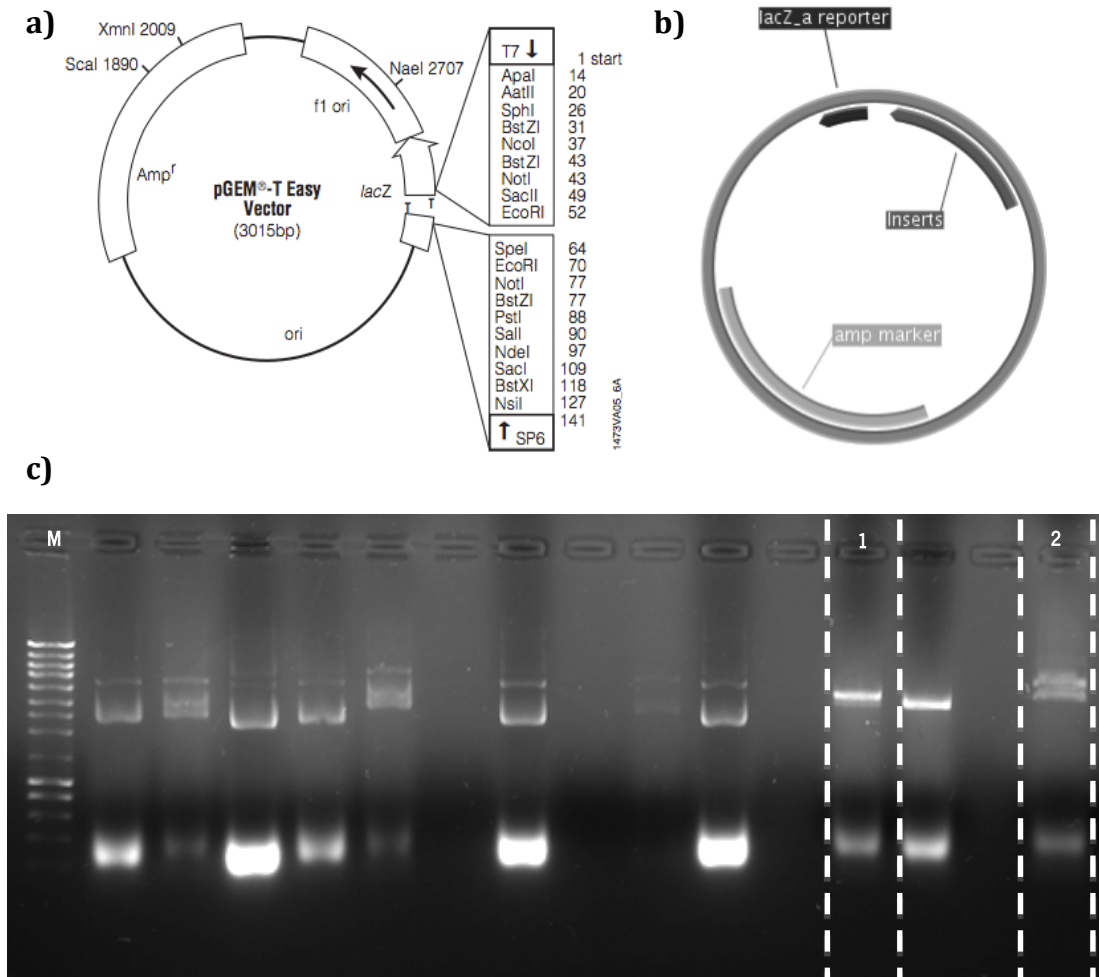 a)
XmnI 2009
ScaI 1890
NaeI 2707
f1 ori
Ampʳ
pGEM®-T Easy
Vector
(3015bp)
lacZ
T T
ori
T7 ↓
1 start
ApaI 14
AatII 20
SphI 26
BstZI 31
NcoI 37
BstZI 43
NotI 43
SacII 49
EcoRI 52
SpeI 64
EcoRI 70
NotI 77
BstZI 77
PstI 88
SalI 90
NdeI 97
SacI 109
BstXI 118
NsiI 127
↑ SP6 141
1473VA05_6A
b)
lacZ_a reporter
Inserts
amp marker
c)
M 1 2